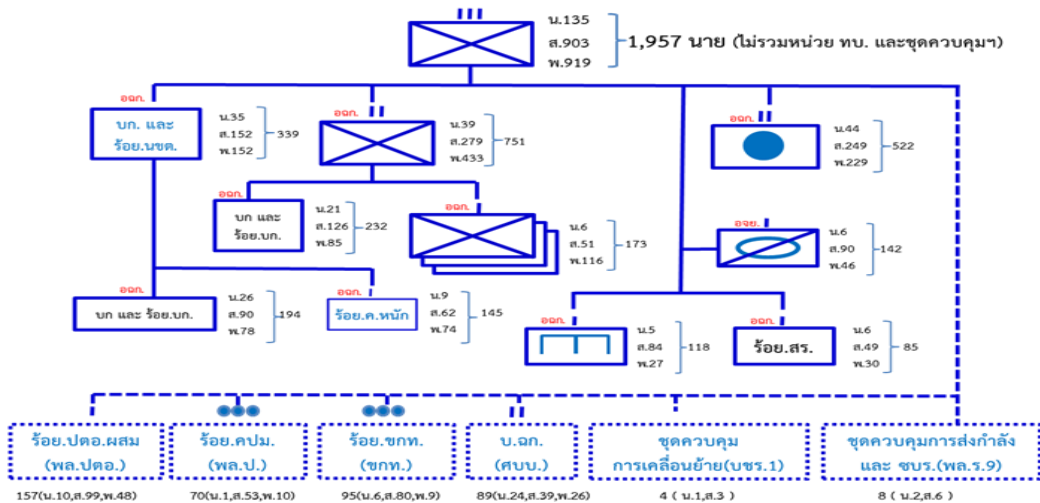 น.135
ส.903
พ.919
1,957 นาย (ไม่รวมหน่วย ทบ. และชุดควบคุมฯ)
อฉก.
บก. และ
ร้อย.นขต.
น.35
ส.152
พ.152
339
อฉก.
น.39
ส.279
พ.433
751
อฉก.
น.44
ส.249
พ.229
522
อฉก.
บก และ
ร้อย.บก.
น.21
ส.126
พ.85
232
อฉก.
น.6
ส.51
พ.116
173
อจย.
น.6
ส.90
พ.46
142
อฉก.
บก และ ร้อย.บก.
น.26
ส.90
พ.78
194
อฉก.
ร้อย.ค.หนัก
น.9
ส.62
พ.74
145
อฉก.
น.5
ส.84
พ.27
118
อฉก.
ร้อย.สร.
น.6
ส.49
พ.30
85
ร้อย.ปตอ.ผสม
(พล.ปตอ.)
ร้อย.คปม.
(พล.ป.)
ร้อย.ขกท.
(ขกท.)
บ.ฉก.
(ศบบ.)
ชุดควบคุม
การเคลื่อนย้าย(บชร.1)
ชุดควบคุมการส่งกำลัง
และ ซบร.(พล.ร.9)
157(น.10,ส.99,พ.48)
70(น.1,ส.53,พ.10)
95(น.6,ส.80,พ.9)
89(น.24,ส.39,พ.26)
4 ( น.1,ส.3 )
8 ( น.2,ส.6 )